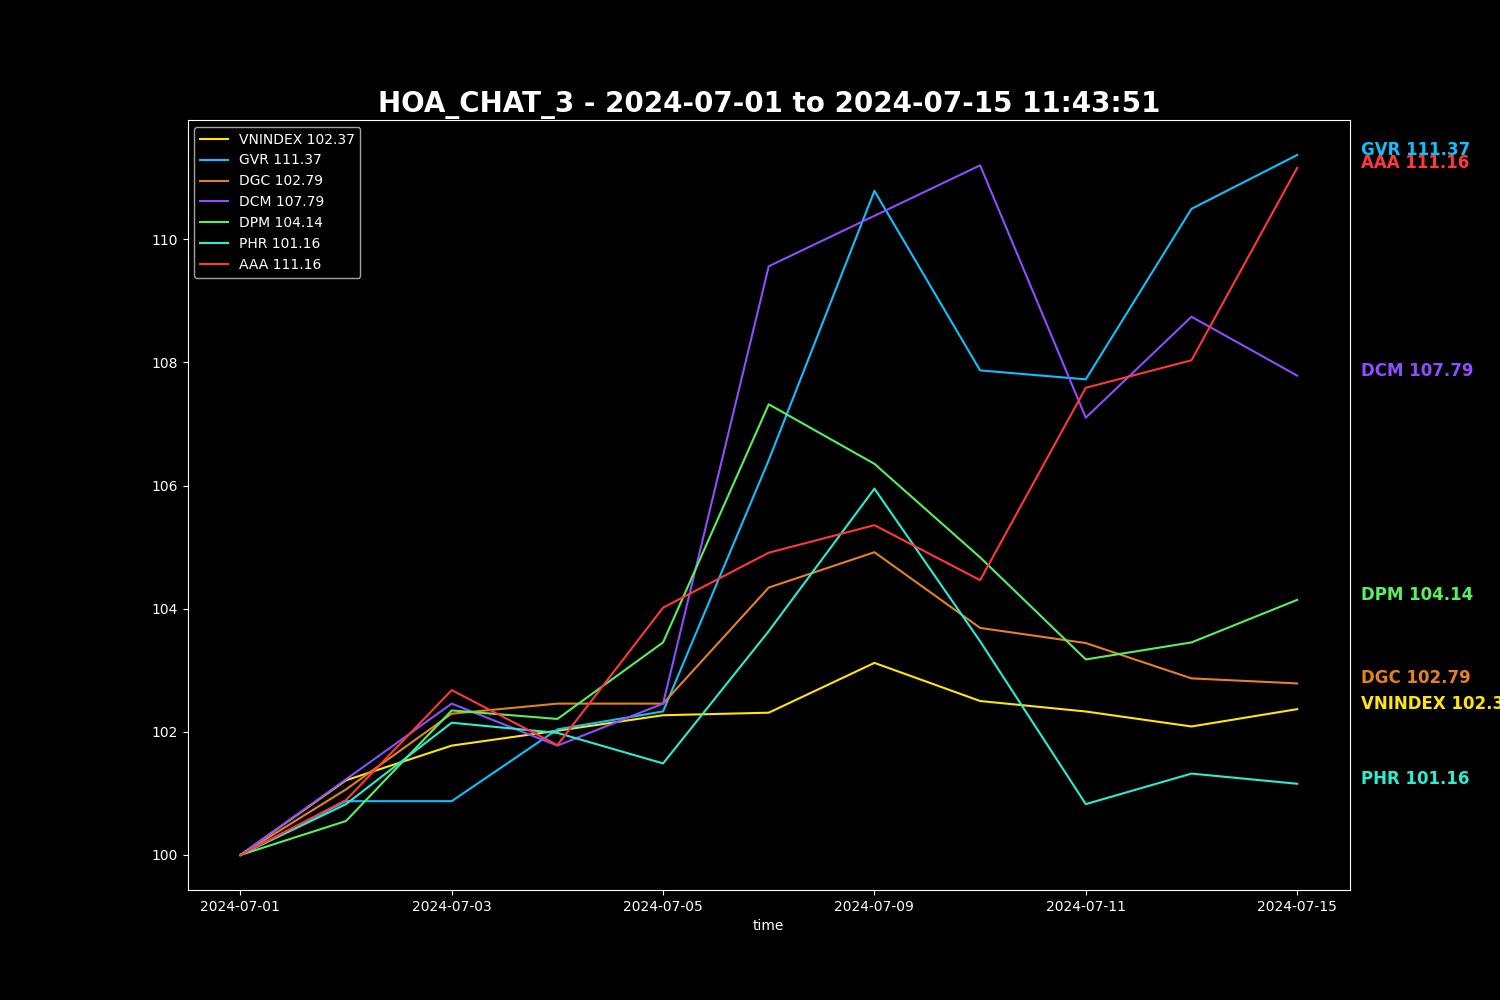 HOA_CHAT_3 - 2024-07-01 to 2024-07-15 11:43:51
VNINDEX 102.37
GVR 111.37
DGC 102.79
DCM 107.79
DPM 104.14
PHR 101.16
AAA 111.16
GVR 111.37
AAA 111.16
DCM 107.79
DPM 104.14
DGC 102.79
VNINDEX 102.3
PHR 101.16
110
108
106
104
102
100
2024-07-01 2024-07-03 2024-07-05 2024-07-09 2024-07-11 2024-07-15
time